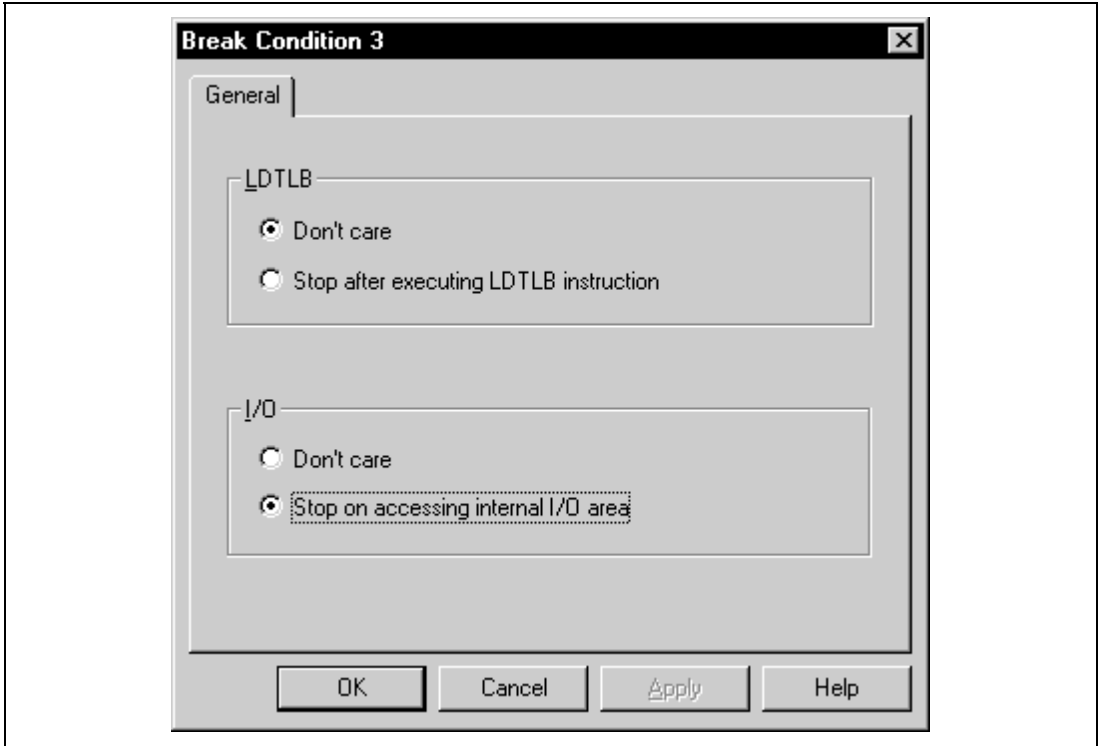 Break Condition 3
General
LDTLB
Don't care
Stop after executing LDTLB instruction
I/O
Don't care
Stop on accessing internal I/O area
OK Cancel Apply Help